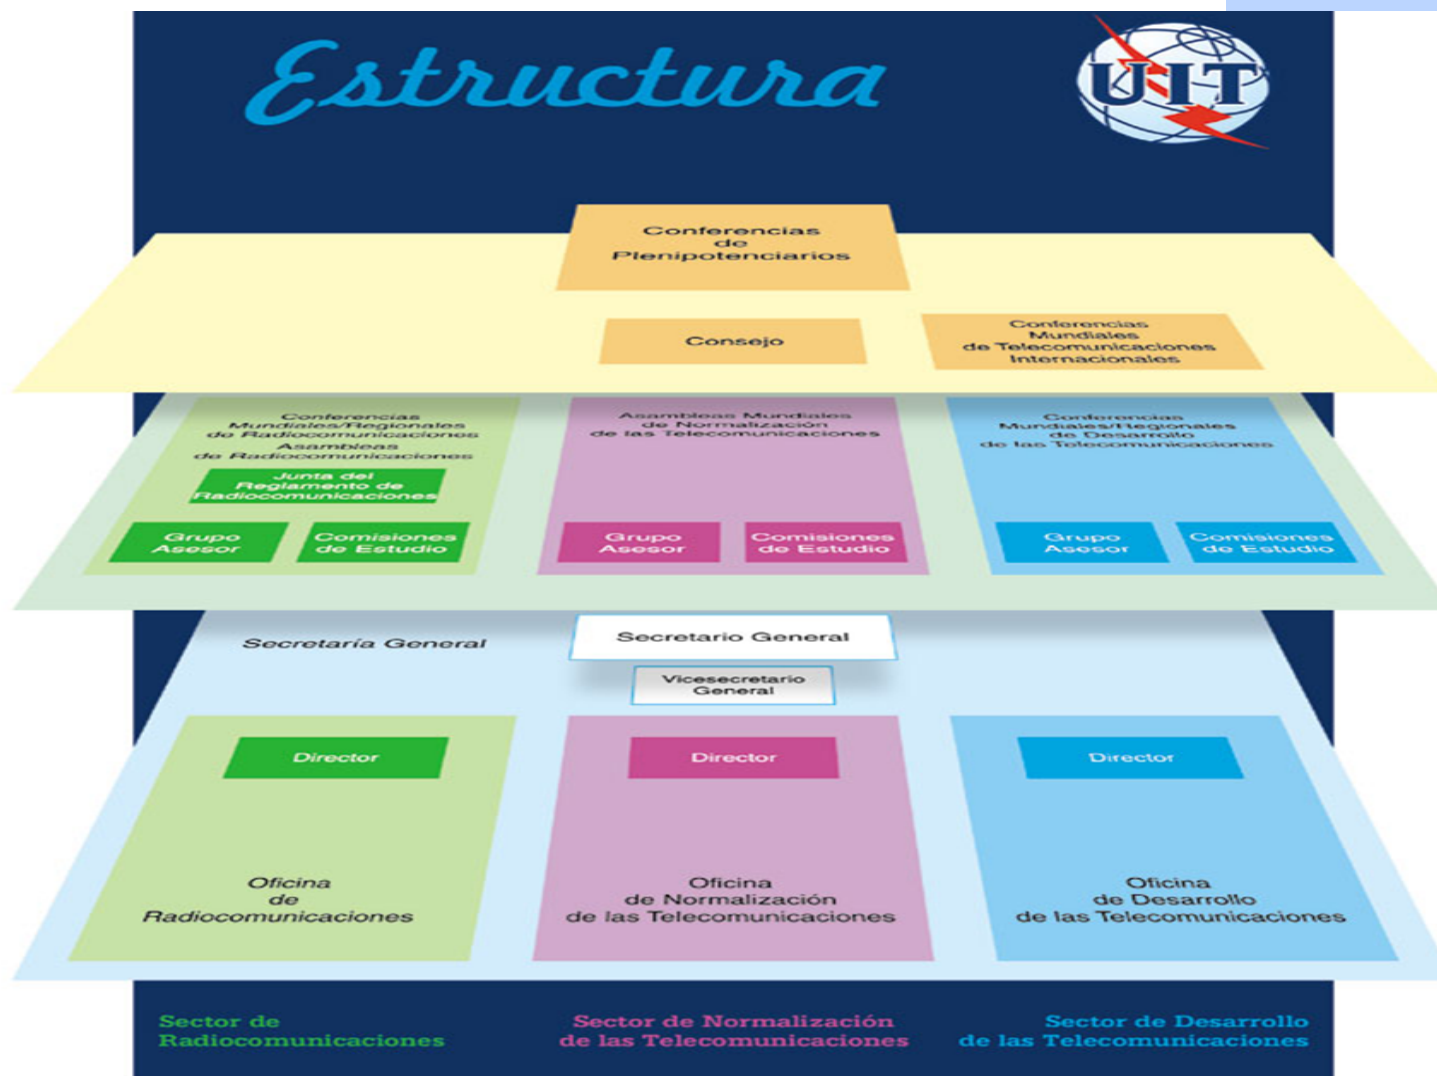 Estructura
UIT
Conferencias
de
Plenipotenciarios
Consejo
Conferencias
Mundiales
de Telecomunicaciones
Internacionales
Conferencias
Mundiales/Regionales
de Radiocomunicaciones
Asambleas
de Radiocomunicaciones
Junta del
Reglamento de
Radiocomunicaciones
Grupo
Asesor
Comisiones
de Estudio
Asambleas Mundiales
de Normalización
de las Telecomunicaciones
Grupo
Asesor
Comisiones
de Estudio
Conferencias
Mundiales/Regionales
de Desarrollo
de las Telecomunicaciones
Grupo
Asesor
Comisiones
de Estudio
Secretaría General
Secretario General
Vicesecretario
General
Director
Oficina
de
Radiocomunicaciones
Director
Oficina
de Normalización
de las Telecomunicaciones
Director
Oficina
de Desarrollo
de las Telecomunicaciones
Sector de
Radiocomunicaciones
Sector de Normalización
de las Telecomunicaciones
Sector de Desarrollo
de las Telecomunicaciones